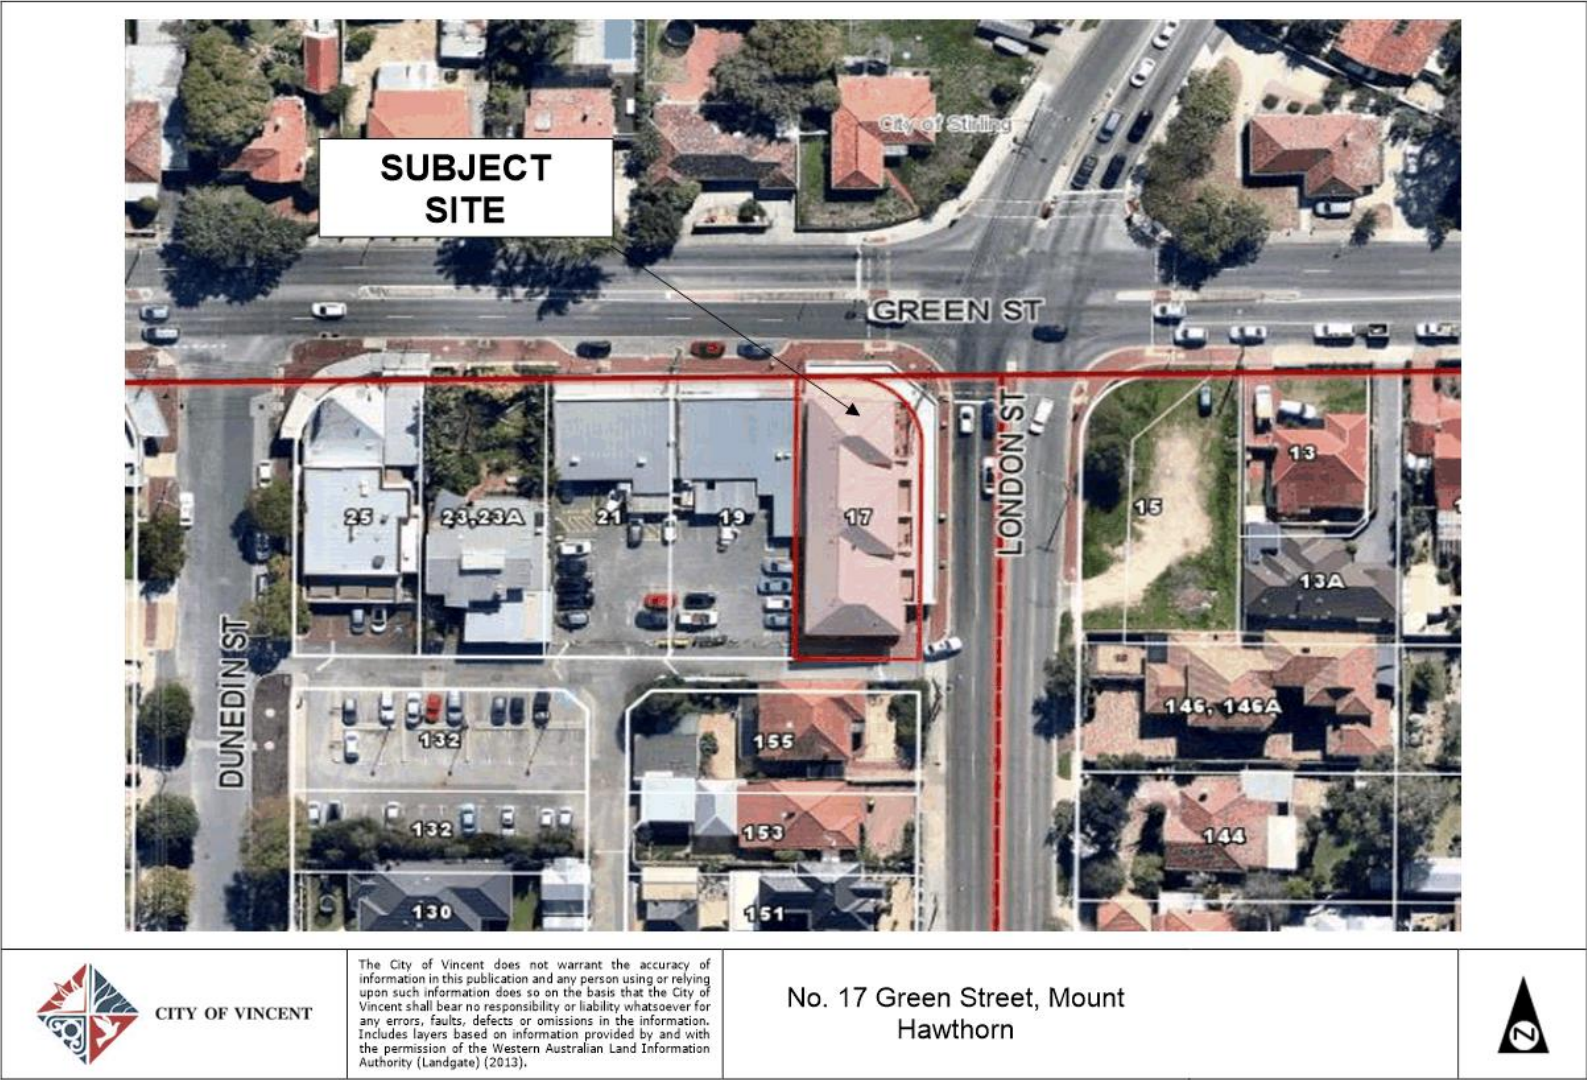 City of Stirling
SUBJECT
SITE
GREEN ST
LONDON ST
DUNEDIN ST
25
23,23A
21
19
17
15
13
13A
132
155
146, 146A
132
153
144
130
151
CITY OF VINCENT
The City of Vincent does not warrant the accuracy of
information in this publication and any person using or relying
upon such information does so on the basis that the City of
Vincent shall bear no responsibility or liability whatsoever for
any errors, faults, defects or omissions in the information.
Includes layers based on information provided by and with
the permission of the Western Australian Land Information
Authority (Landgate) (2013).
No. 17 Green Street, Mount
Hawthorn
N